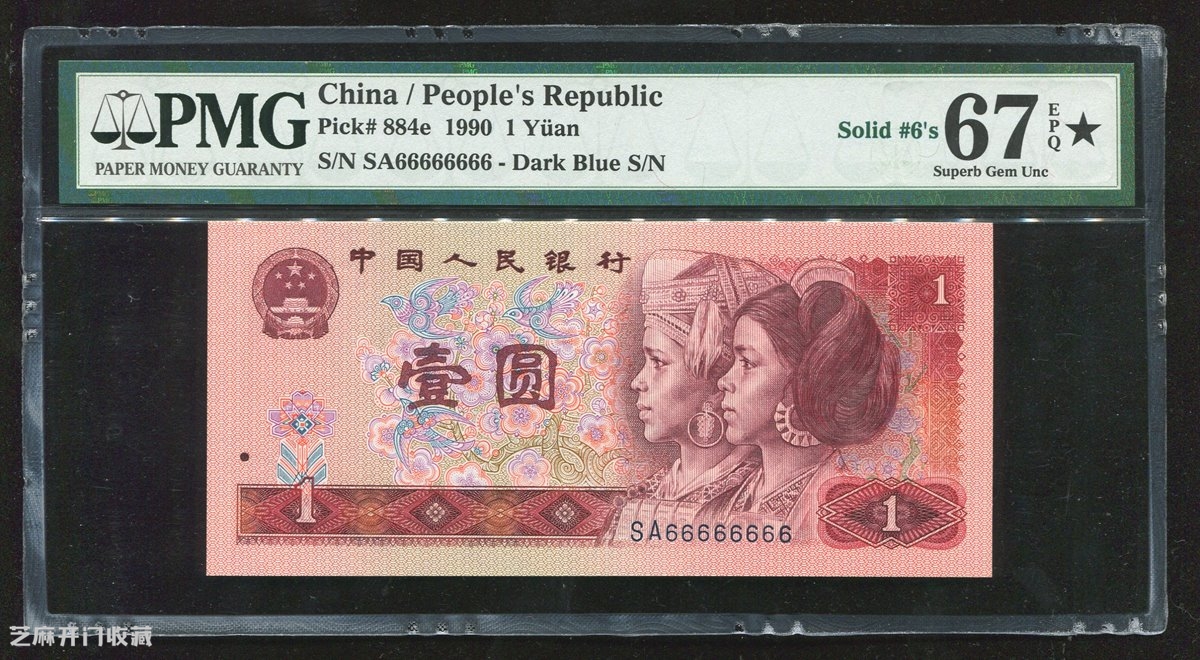 PMG
PAPER MONEY GUARANTY
China / People's Republic
Pick# 884e 1990 1 Yüan
S/N SA66666666 - Dark Blue S/N
Solid #6's
67
EPQ
★
Superb Gem Unc
中国人民银行
1
壹圆
1
SA66666666
1
芝麻开门收藏